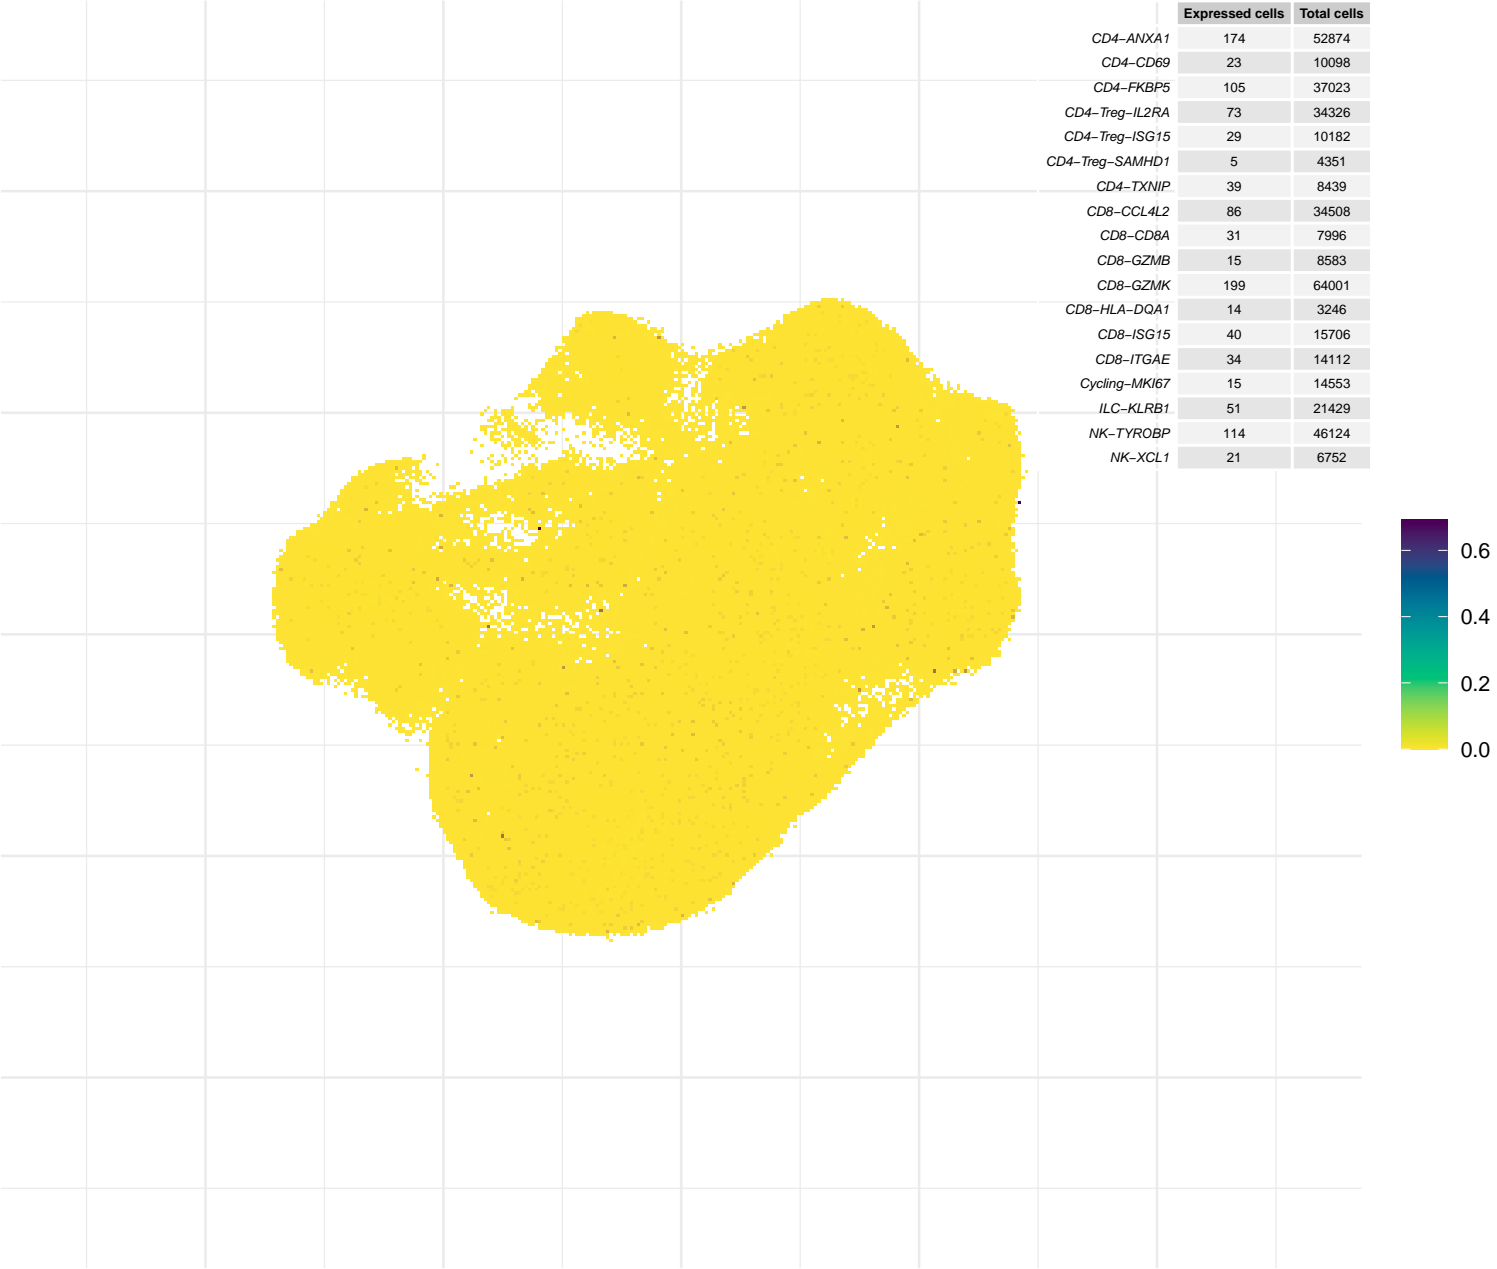 Expressed cells Total cells
CD4−ANXA1 174 52874
CD4−CD69 23 10098
CD4−FKBP5 105 37023
CD4−Treg−IL2RA 73 34326
CD4−Treg−ISG15 29 10182
CD4−Treg−SAMHD1 5 4351
CD4−TXNIP 39 8439
CD8−CCL4L2 86 34508
CD8−CD8A 31 7996
CD8−GZMB 15 8583
CD8−GZMK 199 64001
CD8−HLA−DQA1 14 3246
CD8−ISG15 40 15706
CD8−ITGAE 34 14112
Cycling−MKI67 15 14553
ILC−KLRB1 51 21429
NK−TYROBP 114 46124
NK−XCL1 21 6752
0.6
0.4
0.2
0.0